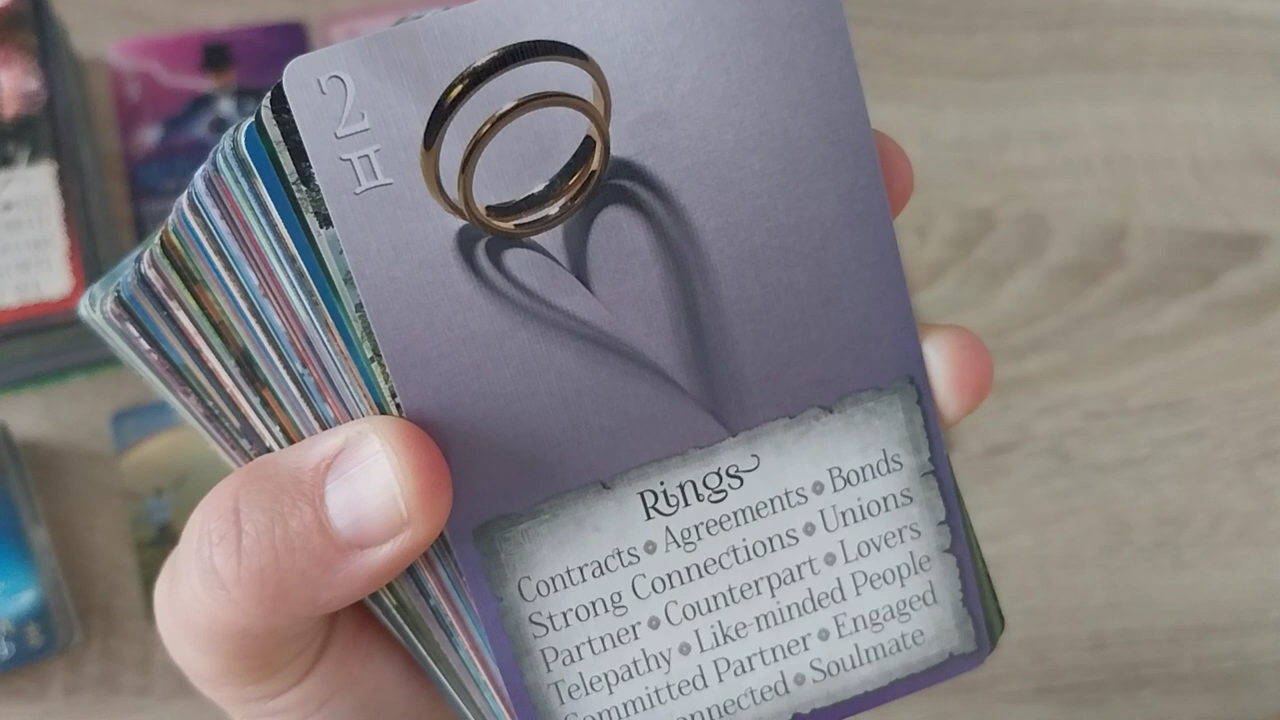 2
♊
Rings
Contracts • Agreements • Bonds
Strong Connections • Unions
Partner • Counterpart • Lovers
Telepathy • Like-minded People
Committed Partner • Engaged
• Soulmate